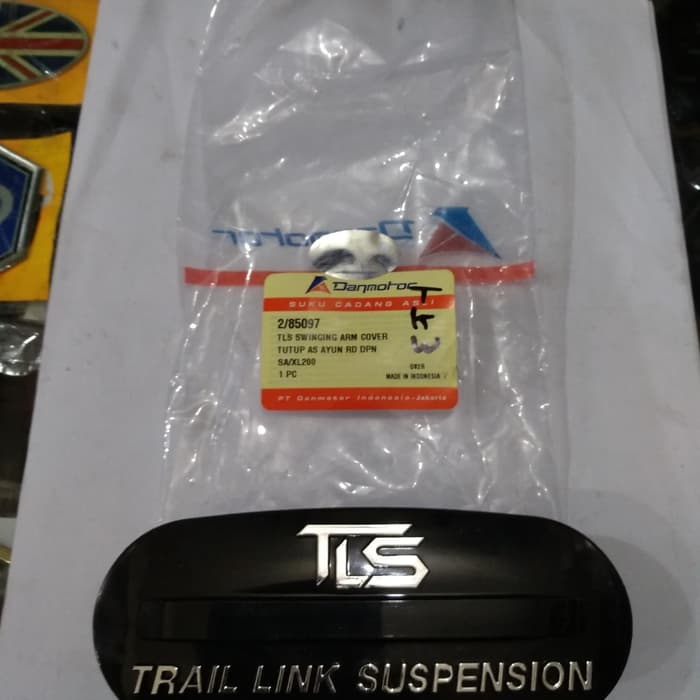 Danmotor
Danmotor
SUKU CADANG ASLI
2/85097
TLS SWINGING ARM COVER
TUTUP AS AYUN RD DPN
SA/XL200
1 PC
MADE IN INDONESIA
PT Danmotor Indonesia-Jakarta
TLS
TRAIL LINK SUSPENSION